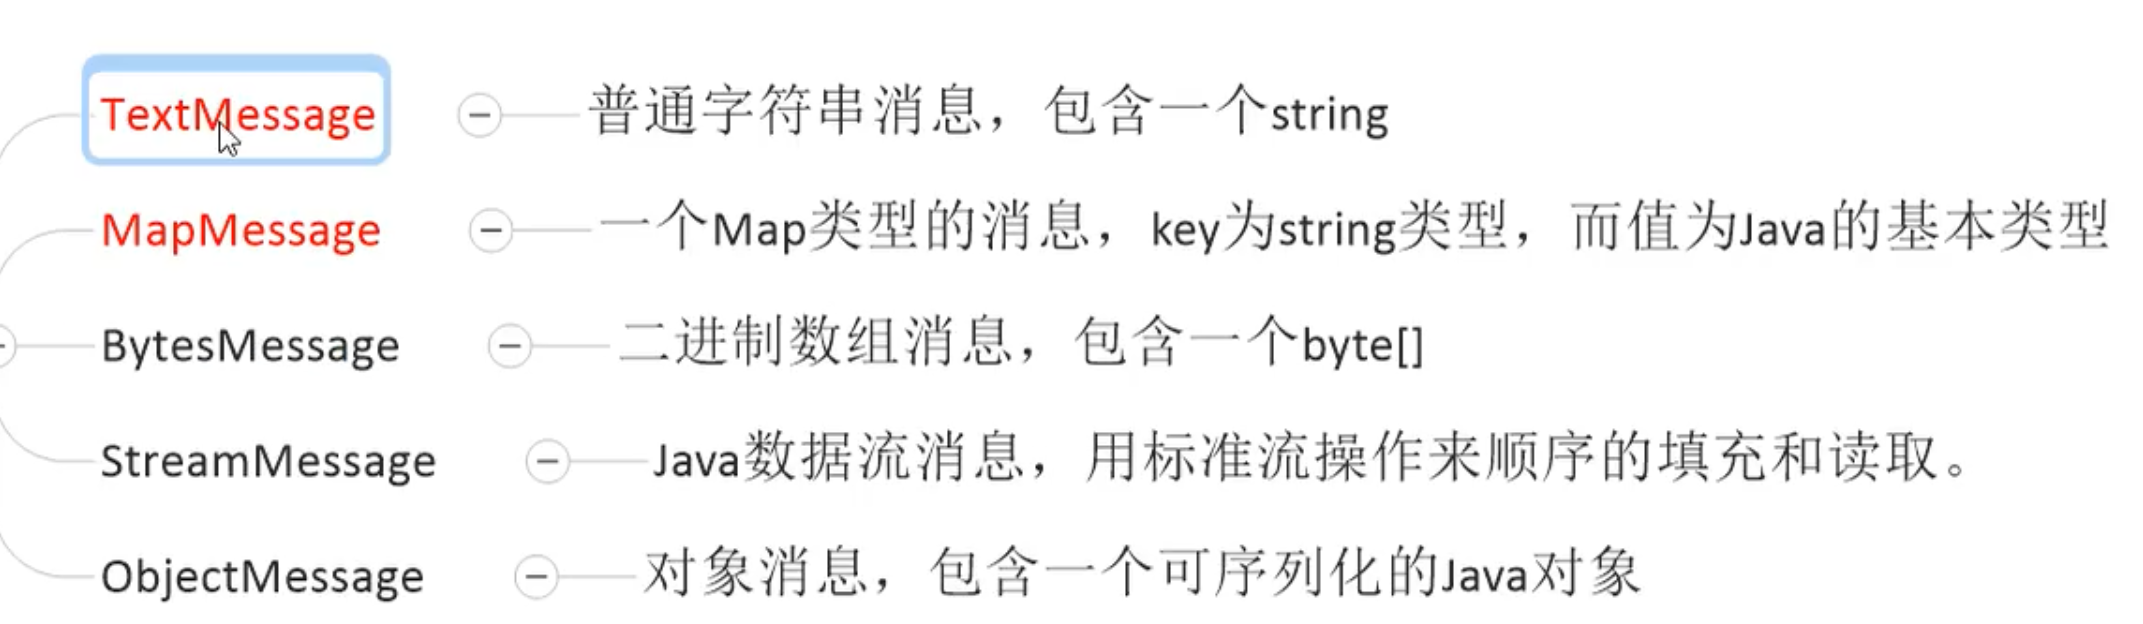 TextMessage 普通字符串消息，包含一个string
MapMessage 一个Map类型的消息，key为string类型，而值为Java的基本类型
BytesMessage 二进制数组消息，包含一个byte[]
StreamMessage Java数据流消息，用标准流操作来顺序的填充和读取。
ObjectMessage 对象消息，包含一个可序列化的Java对象